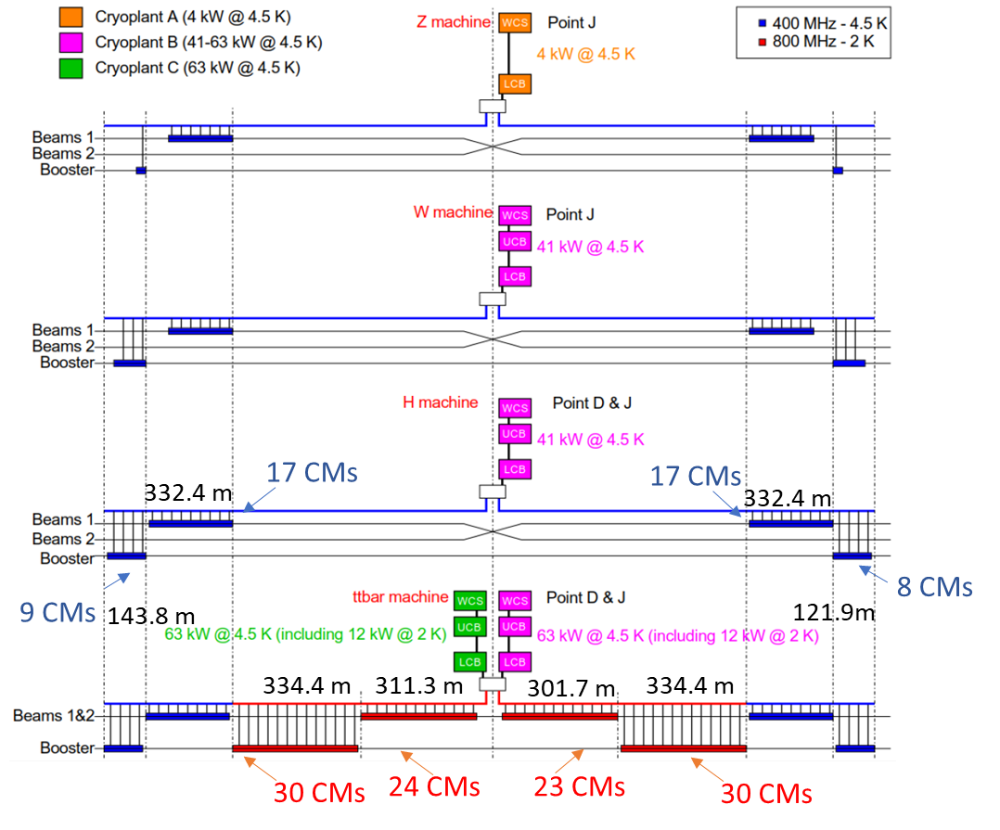 Cryoplant A (4 kW @ 4.5 K)
Cryoplant B (41-63 kW @ 4.5 K)
Cryoplant C (63 kW @ 4.5 K)
400 MHz - 4.5 K
800 MHz - 2 K
Z machine
WCS
Point J
4 kW @ 4.5 K
LCB
Beams 1
Beams 2
Booster
W machine
WCS
Point J
UCB
41 kW @ 4.5 K
LCB
Beams 1
Beams 2
Booster
H machine
WCS
Point D & J
UCB
41 kW @ 4.5 K
LCB
17 CMs
17 CMs
332.4 m
332.4 m
Beams 1
Beams 2
Booster
9 CMs
8 CMs
143.8 m
121.9m
ttbar machine
WCS
WCS
Point D & J
UCB
UCB
63 kW @ 4.5 K (including 12 kW @ 2 K)
63 kW @ 4.5 K (including 12 kW @ 2 K)
LCB
LCB
334.4 m
311.3 m
301.7 m
334.4 m
Beams 1&2
Booster
30 CMs
24 CMs
23 CMs
30 CMs